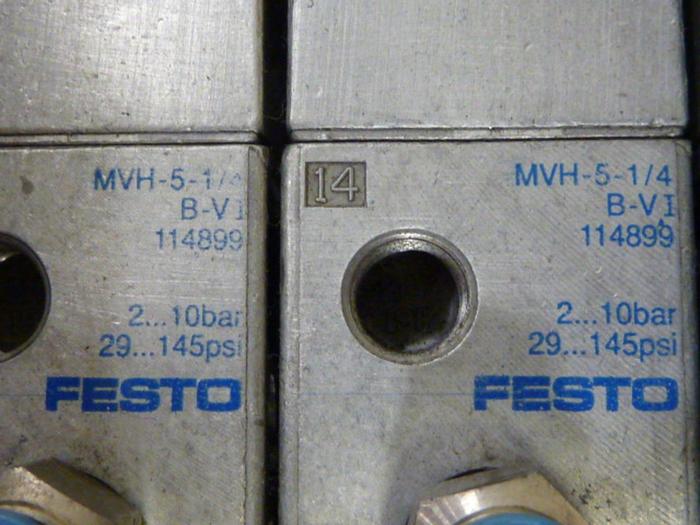 MVH-5-1/4
B-VI
114899
2...10bar
29...145psi
FESTO
14
MVH-5-1/4
B-VI
114899
2...10bar
29...145psi
FESTO